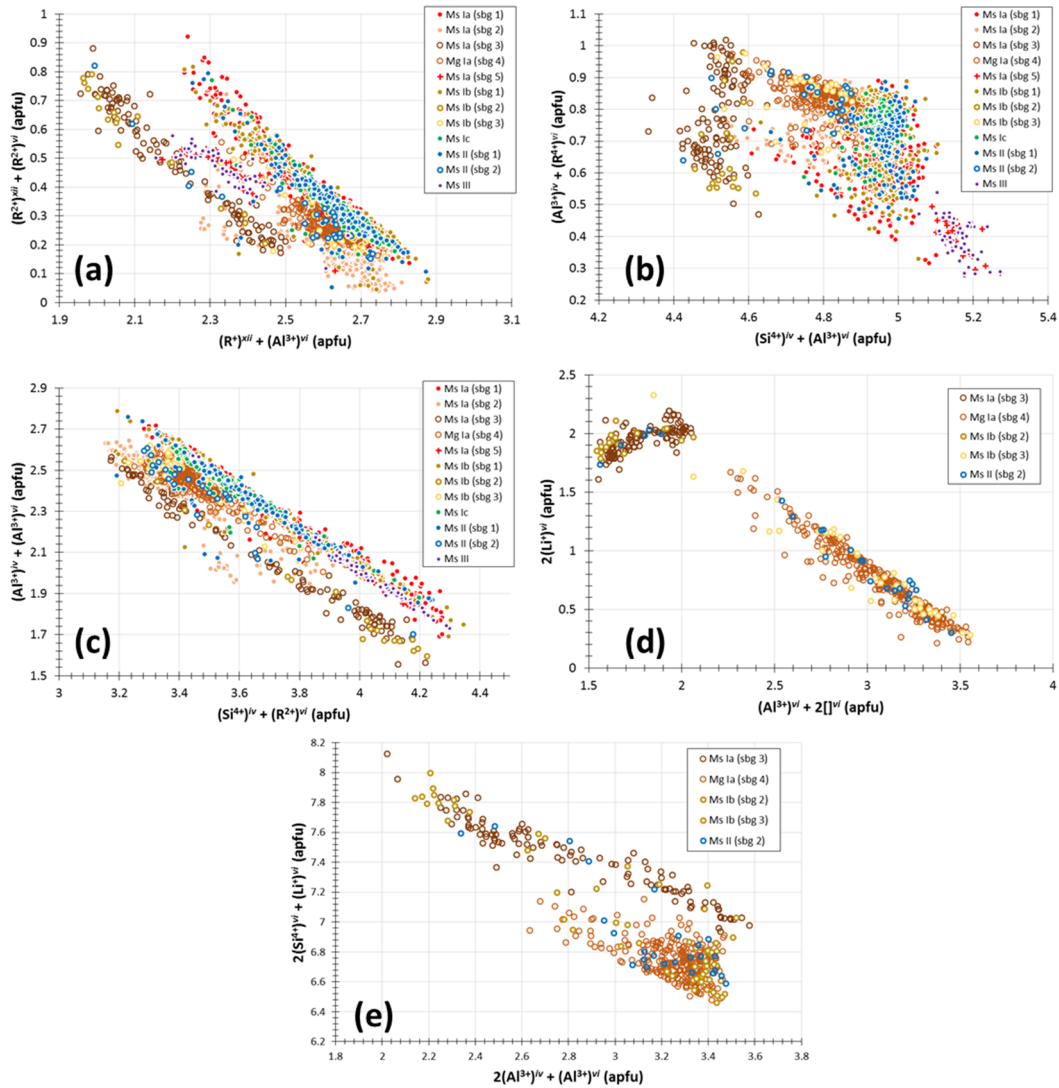 1
0.9
0.8
0.7
0.6
0.5
0.4
0.3
0.2
0.1
0
(R²⁺)ˣⁱⁱ + (R²⁺)ᵛⁱ (apfu)
Ms Ia (sbg 1)
Ms Ia (sbg 2)
Ms Ia (sbg 3)
Mg Ia (sbg 4)
Ms Ia (sbg 5)
Ms Ib (sbg 1)
Ms Ib (sbg 2)
Ms Ib (sbg 3)
Ms Ic
Ms II (sbg 1)
Ms II (sbg 2)
Ms III
(a)
1.9 2.1 2.3 2.5 2.7 2.9 3.1
(R⁺)ˣⁱⁱ + (Al³⁺)ᵛⁱ (apfu)
1.1
1
0.9
0.8
0.7
0.6
0.5
0.4
0.3
0.2
(Al³⁺)ⁱᵛ + (R⁴⁺)ᵛⁱ (apfu)
Ms Ia (sbg 1)
Ms Ia (sbg 2)
Ms Ia (sbg 3)
Mg Ia (sbg 4)
Ms Ia (sbg 5)
Ms Ib (sbg 1)
Ms Ib (sbg 2)
Ms Ib (sbg 3)
Ms Ic
Ms II (sbg 1)
Ms II (sbg 2)
Ms III
(b)
4.2 4.4 4.6 4.8 5 5.2 5.4
(Si⁴⁺)ⁱᵛ + (Al³⁺)ᵛⁱ (apfu)
2.9
2.7
2.5
2.3
2.1
1.9
1.7
1.5
(Al³⁺)ⁱᵛ + (Al³⁺)ᵛⁱ (apfu)
Ms Ia (sbg 1)
Ms Ia (sbg 2)
Ms Ia (sbg 3)
Mg Ia (sbg 4)
Ms Ia (sbg 5)
Ms Ib (sbg 1)
Ms Ib (sbg 2)
Ms Ib (sbg 3)
Ms Ic
Ms II (sbg 1)
Ms II (sbg 2)
Ms III
(c)
3 3.2 3.4 3.6 3.8 4 4.2 4.4
(Si⁴⁺)ⁱᵛ + (R²⁺)ᵛⁱ (apfu)
2.5
2
1.5
1
0.5
0
2(Li⁺)ᵛⁱ (apfu)
Ms Ia (sbg 3)
Mg Ia (sbg 4)
Ms Ib (sbg 2)
Ms Ib (sbg 3)
Ms II (sbg 2)
(d)
1.5 2 2.5 3 3.5 4
(Al³⁺)ᵛⁱ + 2[]ᵛⁱ (apfu)
8.2
8
7.8
7.6
7.4
7.2
7
6.8
6.6
6.4
6.2
2(Si⁴⁺)ᵛⁱ + (Li⁺)ᵛⁱ (apfu)
Ms Ia (sbg 3)
Mg Ia (sbg 4)
Ms Ib (sbg 2)
Ms Ib (sbg 3)
Ms II (sbg 2)
(e)
1.8 2 2.2 2.4 2.6 2.8 3 3.2 3.4 3.6 3.8
2(Al³⁺)ⁱᵛ + (Al³⁺)ᵛⁱ (apfu)